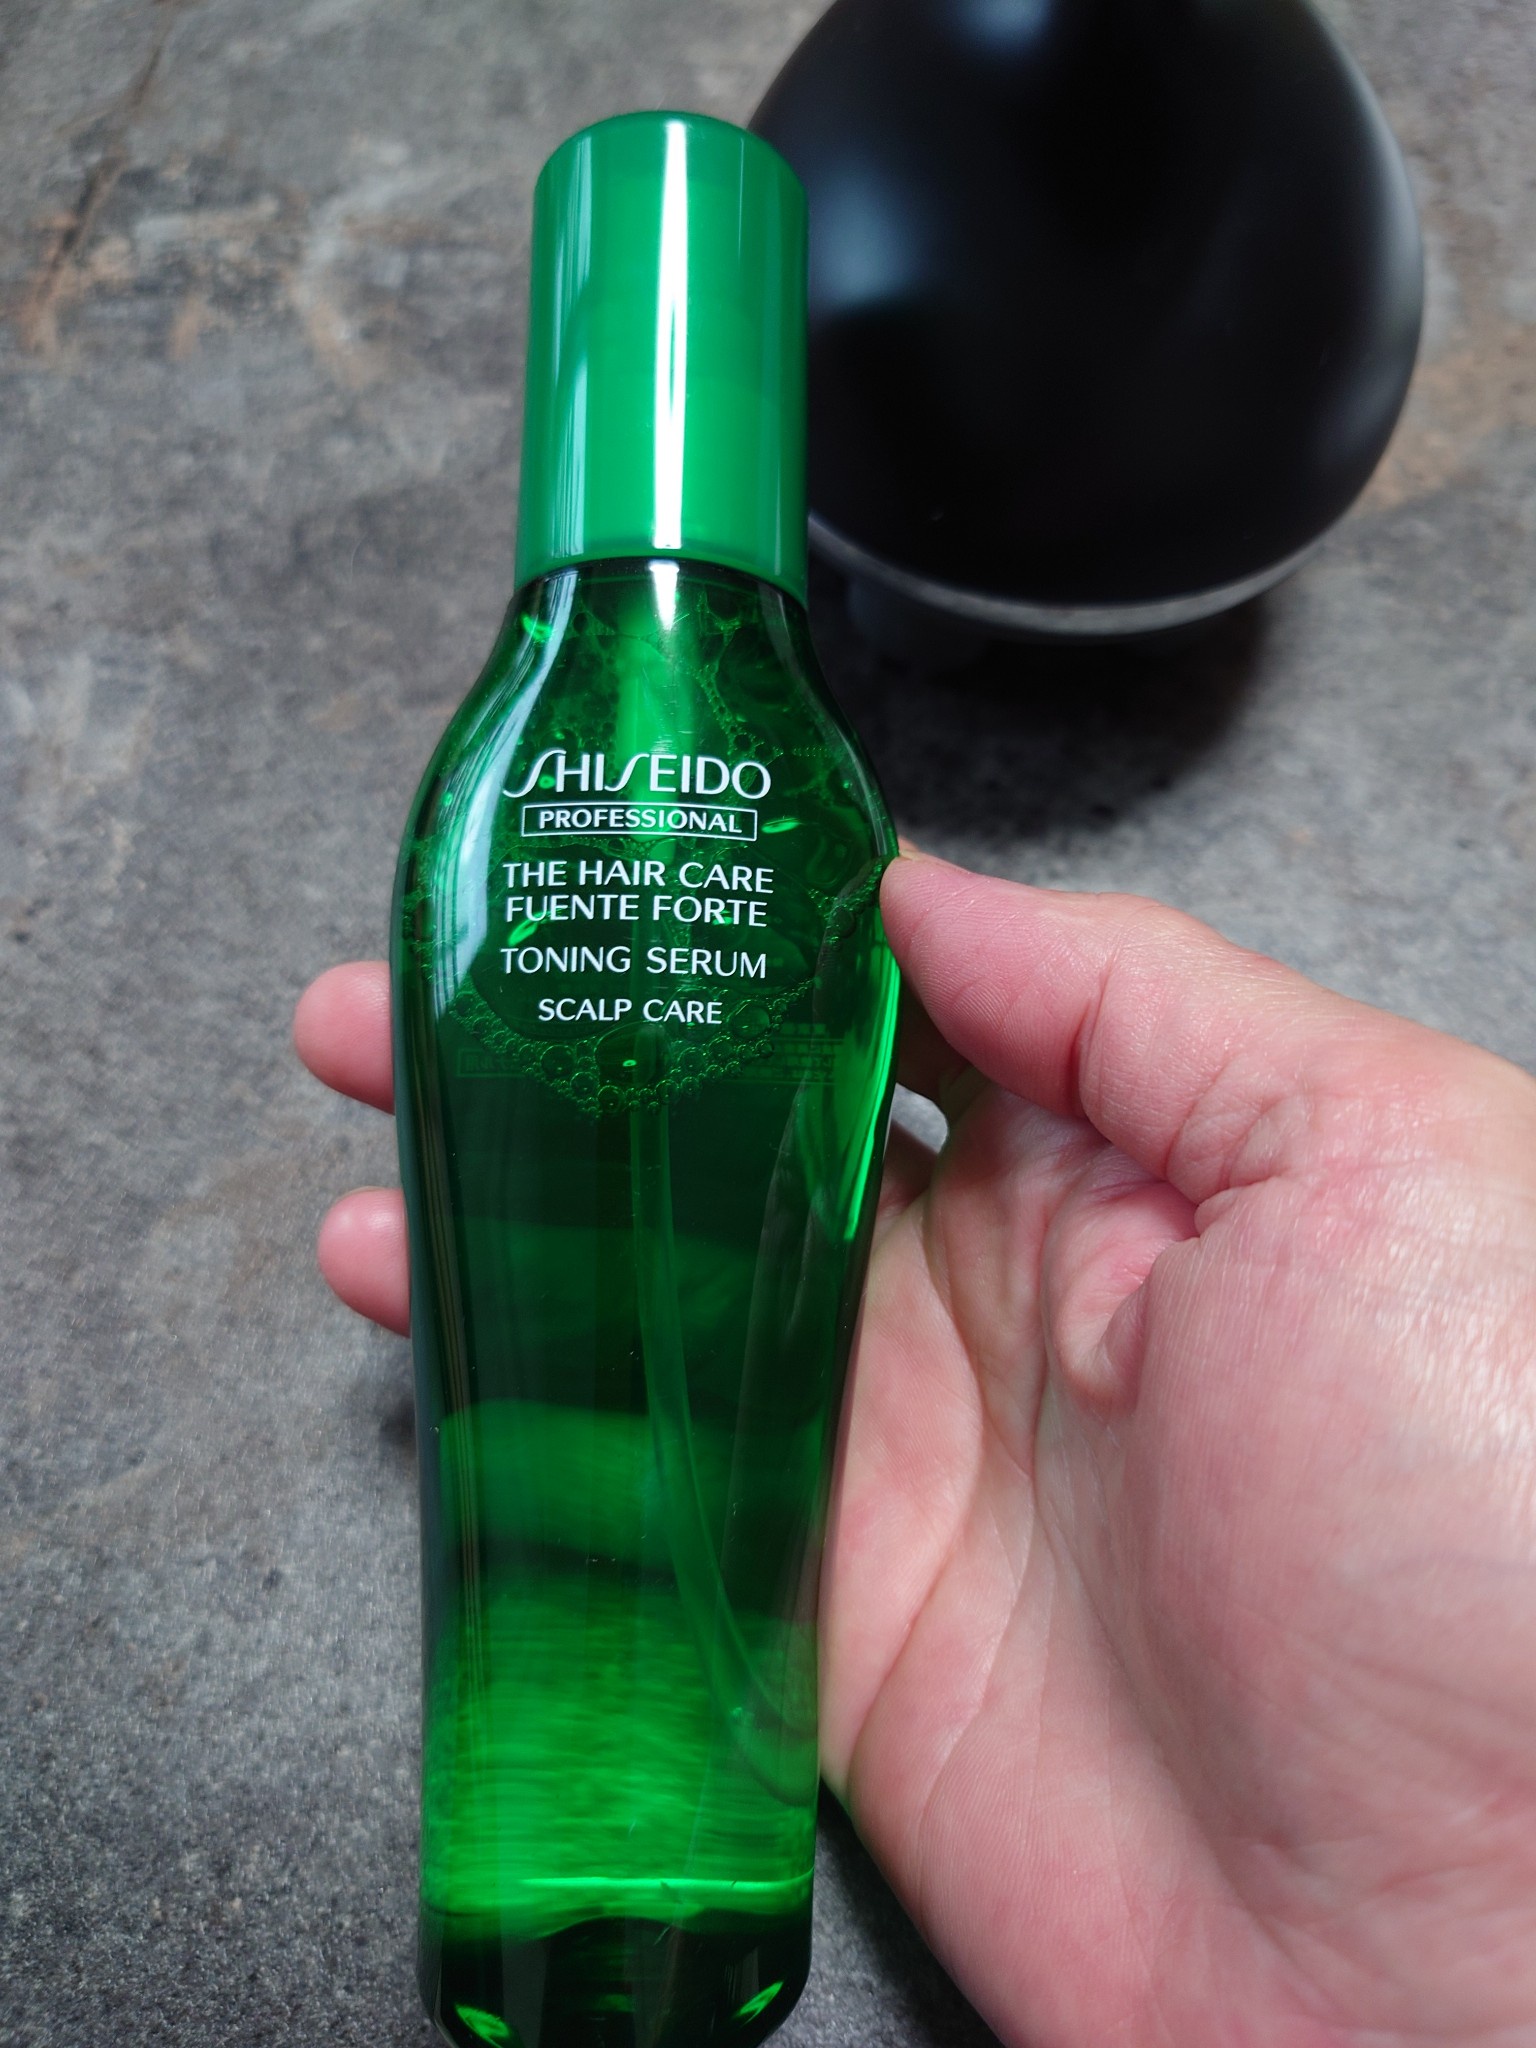 SHISEIDO
PROFESSIONAL
THE HAIR CARE
FUENTE FORTE
TONING SERUM
SCALP CARE